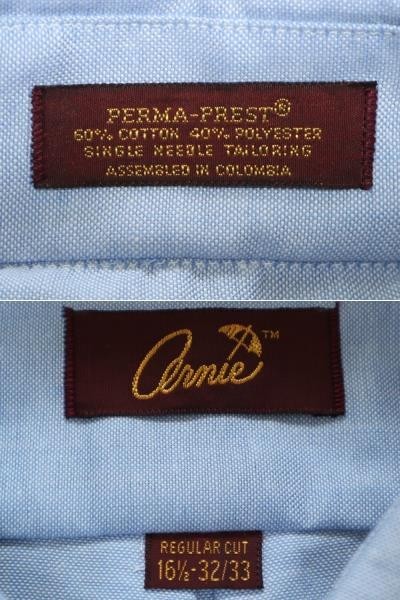 PERMA-PREST®
60% COTTON 40% POLYESTER
SINGLE NEEDLE TAILORING
ASSEMBLED IN COLOMBIA
Arnie™
REGULAR CUT
16½-32/33